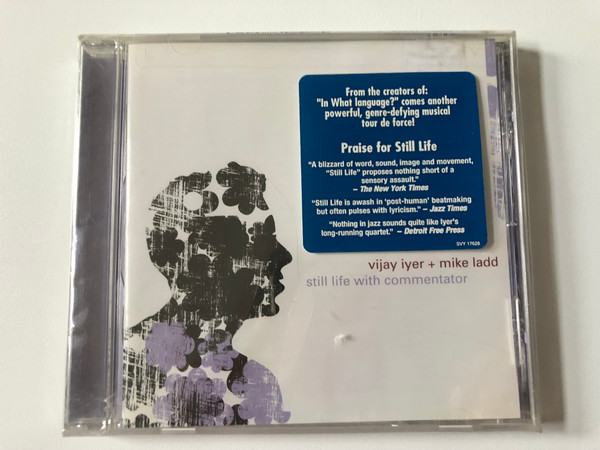 From the creators of:
"In What language?" comes another
powerful, genre-defying musical
tour de force!
Praise for Still Life
"A blizzard of word, sound, image and movement,
"Still Life" proposes nothing short of a
sensory assault."
– The New York Times
"Still Life is awash in 'post-human' beatmaking
but often pulses with lyricism." – Jazz Times
"Nothing in jazz sounds quite like Iyer's
long-running quartet." – Detroit Free Press
SVY 17628
vijay iyer + mike ladd
still life with commentator